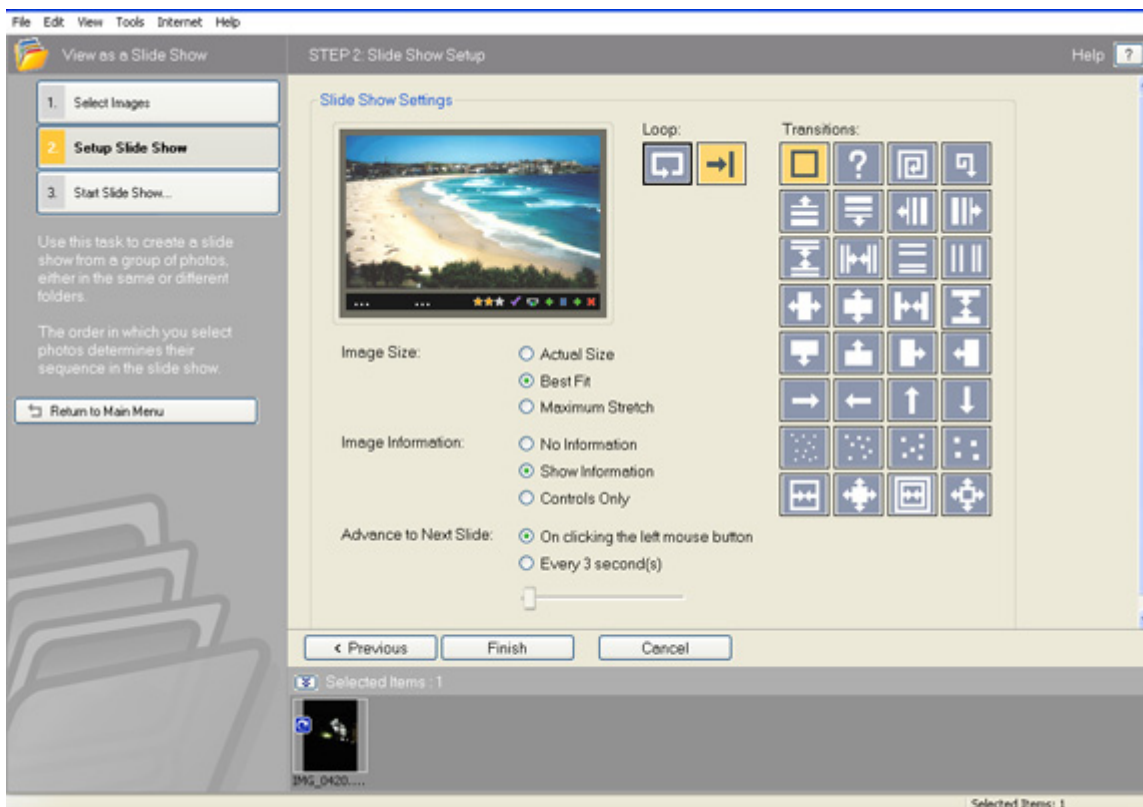 File Edit View Tools Internet Help
View as a Slide Show
STEP 2: Slide Show Setup
Help ?
1. Select Images
2. Setup Slide Show
3. Start Slide Show...
Use this task to create a slide
show from a group of photos,
either in the same or different
folders.
The order in which you select
photos determines their
sequence in the slide show.
Return to Main Menu
Slide Show Settings
Loop:
Transitions:
?
... ...
Image Size:
Actual Size
Best Fit
Maximum Stretch
Image Information:
No Information
Show Information
Controls Only
Advance to Next Slide:
On clicking the left mouse button
Every 3 second(s)
< Previous
Finish
Cancel
Selected Items : 1
IMG_0420....
Selected Items: 1